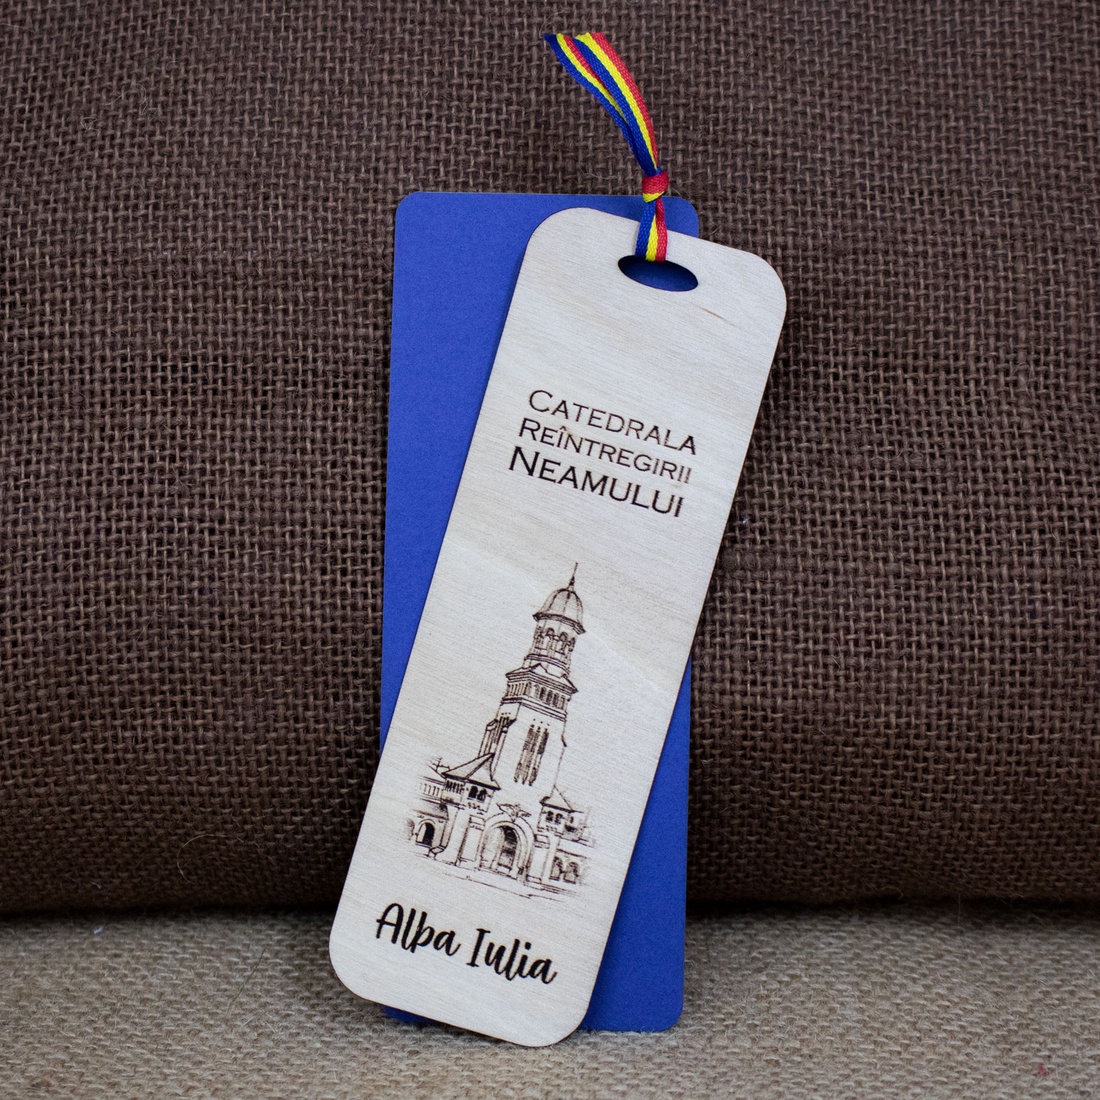 CATEDRALA
REÎNTREGIRII
NEAMULUI
Alba Iulia